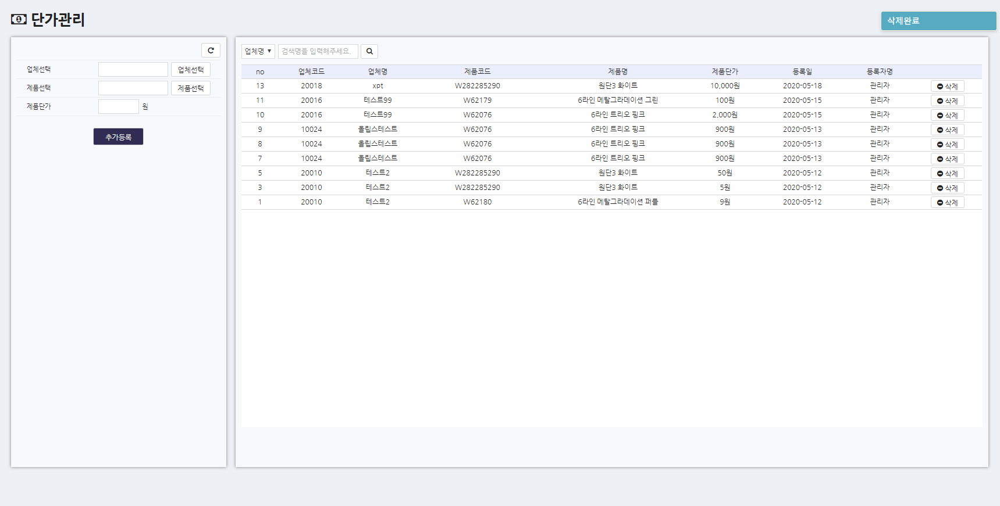 단가관리
삭제완료
업체선택 업체선택
제품선택 제품선택
제품단가 원
추가등록
업체명 ▼ 검색명을 입력해주세요.
no 업체코드 업체명 제품코드 제품명 제품단가 등록일 등록자명
13 20018 xpt W282285290 원단3 화이트 10,000원 2020-05-18 관리자 삭제
11 20016 테스트99 W62179 6라인 메탈그라데이션 그린 100원 2020-05-15 관리자 삭제
10 20016 테스트99 W62076 6라인 트리오 핑크 2,000원 2020-05-15 관리자 삭제
9 10024 올립스테스트 W62076 6라인 트리오 핑크 900원 2020-05-13 관리자 삭제
8 10024 올립스테스트 W62076 6라인 트리오 핑크 900원 2020-05-13 관리자 삭제
7 10024 올립스테스트 W62076 6라인 트리오 핑크 900원 2020-05-13 관리자 삭제
5 20010 테스트2 W282285290 원단3 화이트 50원 2020-05-12 관리자 삭제
3 20010 테스트2 W282285290 원단3 화이트 5원 2020-05-12 관리자 삭제
1 20010 테스트2 W62180 6라인 메탈그라데이션 퍼플 9원 2020-05-12 관리자 삭제